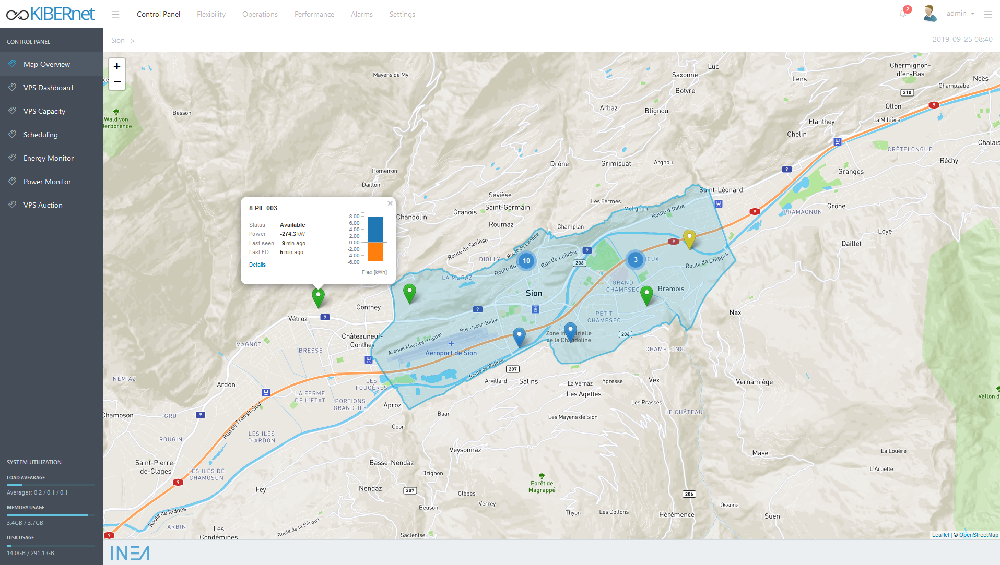 KIBERnet
Control Panel
Flexibility
Operations
Performance
Alarms
Settings
2
admin
CONTROL PANEL
Map Overview
VPS Dashboard
VPS Capacity
Scheduling
Energy Monitor
Power Monitor
VPS Auction
SYSTEM UTILIZATION
LOAD AVEARAGE
Averages: 0.2 / 0.1 / 0.1
MEMORY USAGE
3.4GB / 3.7GB
DISK USAGE
14.0GB / 291.1 GB
Sion >
2019-09-25 08:40
+
−
Mayens de My
Luc
Saxonne
Botyre
Lens
Chermignon-
d'en-Bas
Noës
Champzabé
210
9
Ollon
La Millière
Wald von
Derborence
Besson
Arbaz
Blignou
Flanthey
Chelin
Chalais
CRÊTELONGUE
Réchy
Pomeiron
Daillon
Drône
Grimisuat
Argnou
9
Granges
Savièse
Saint-Germain
Les Fermes
Molignon
Route d'Italie
Saint-Léonard
Grône
PRAMAGNON
9
Chandolin
Granois
Roumaz
Champlan
Loye
Daillet
8-PIE-003
×
Status Available
Power -274.3 kW
Last seen -9 min ago
Last FO 5 min ago
Details
8.00
6.00
4.00
2.00
0.00
-2.00
-4.00
-6.00
Flex [kWh]
Route de Savièse
Route de Lentine
DIOLLY
Route du
10
Rue de Loèche
9
206
3
9
Route de Chippis
LA MURAZ
GRAND
CHAMPSEC
Bramois
Sion
Conthey
Vétroz
9
9
Rue Oscar-Bider
PETIT
CHAMPSEC
Nax
Châteauneuf-
Conthey
Avenue Maurice-Troillet
Aéroport de Sion
de la Chandoline
206
MAGNOT
BRESSE
CHAMPLONG
Route de Riddes
207
NÉMIAZ
Ardon
LES
FOUGÈRES
Arvillard
Salins
La Vernaz
Ypresse
Vex
Vernamiège
LA FERME
DE L'ETAT
PORTIONS
GRAND-ÎLE
Aproz
Les Agettes
Les Prasses
Vallon d
Chamoson
GRU
9
Rue de Transit-Sud
Baar
Les Mayens de Sion
LE CHÂTEAU
Coor
ROUGIN
LES ILES
D'ARDON
Veysonnaz
Mase
La Louère
Saint-Pierre-
de-Clages
LES ILES DE
CHAMOSON
9
Basse-Nendaz
Brignon
L'Arpette
Fey
Nendaz
207
Clèbes
Forêt de
Magrappé
206
Verrey
Beuson
Thyon
Les Collons
Hérémence
Ossona
Suen
Route de Riddes
ARBIN
Les
Condémines
Route de la Péroua
Saclentse
9
Leaflet | © OpenStreetMap
INEA